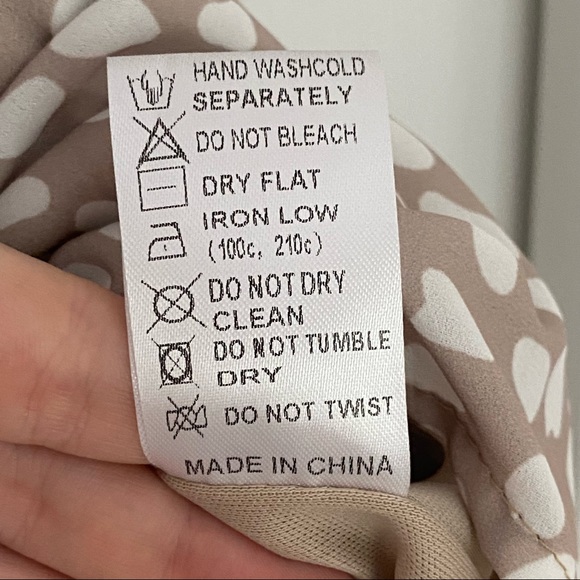 HAND WASHCOLD
SEPARATELY
DO NOT BLEACH
DRY FLAT
IRON LOW
(100c, 210c)
DO NOT DRY
CLEAN
DO NOT TUMBLE
DRY
DO NOT TWIST
MADE IN CHINA